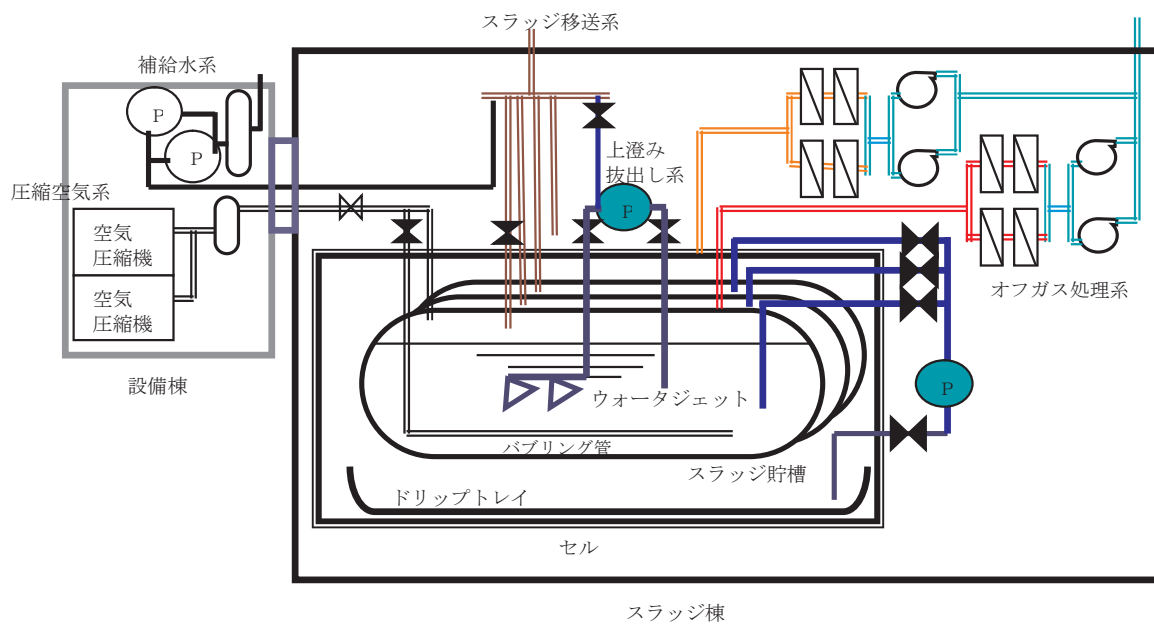 スラッジ移送系
補給水系
P
P
上澄み
抜出し系
P
圧縮空気系
空気
圧縮機
空気
圧縮機
オフガス処理系
設備棟
P
ウォータジェット
バブリング管
スラッジ貯槽
ドリップトレイ
セル
スラッジ棟